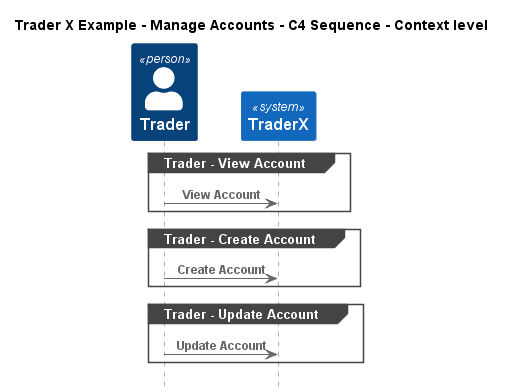 Trader X Example - Manage Accounts - C4 Sequence - Context level
«person»
Trader
«system»
TraderX
Trader - View Account
View Account
Trader - Create Account
Create Account
Trader - Update Account
Update Account